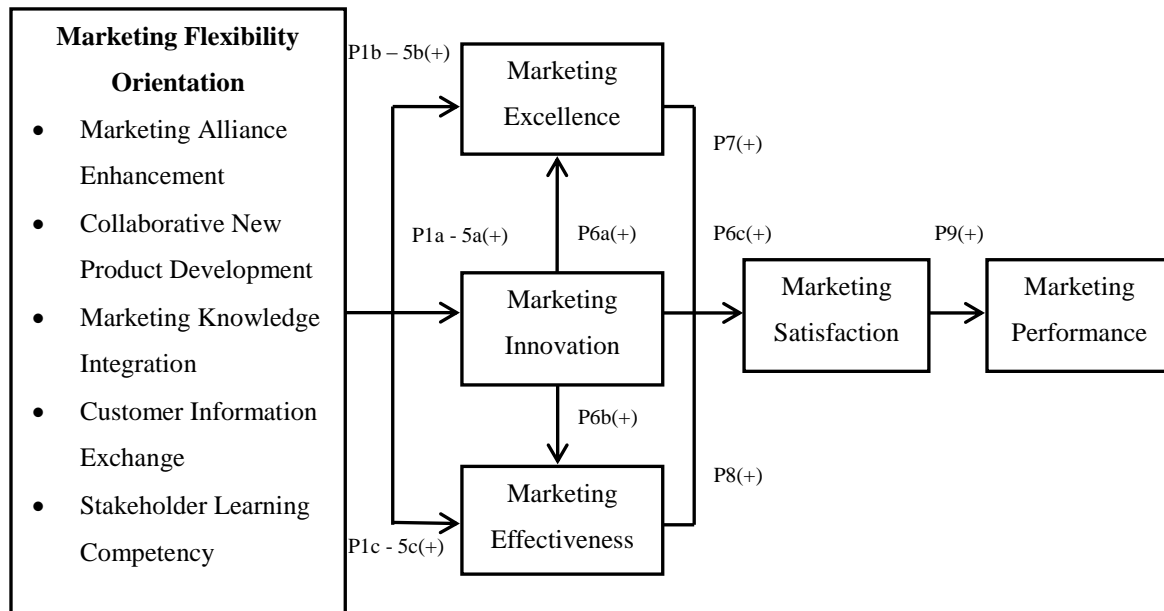 Marketing Flexibility
Orientation
• Marketing Alliance
Enhancement
• Collaborative New
Product Development
• Marketing Knowledge
Integration
• Customer Information
Exchange
• Stakeholder Learning
Competency
P1b – 5b(+)
P1a - 5a(+)
P1c - 5c(+)
Marketing
Excellence
P6a(+)
Marketing
Innovation
P6b(+)
Marketing
Effectiveness
P7(+)
P6c(+)
P8(+)
Marketing
Satisfaction
P9(+)
Marketing
Performance